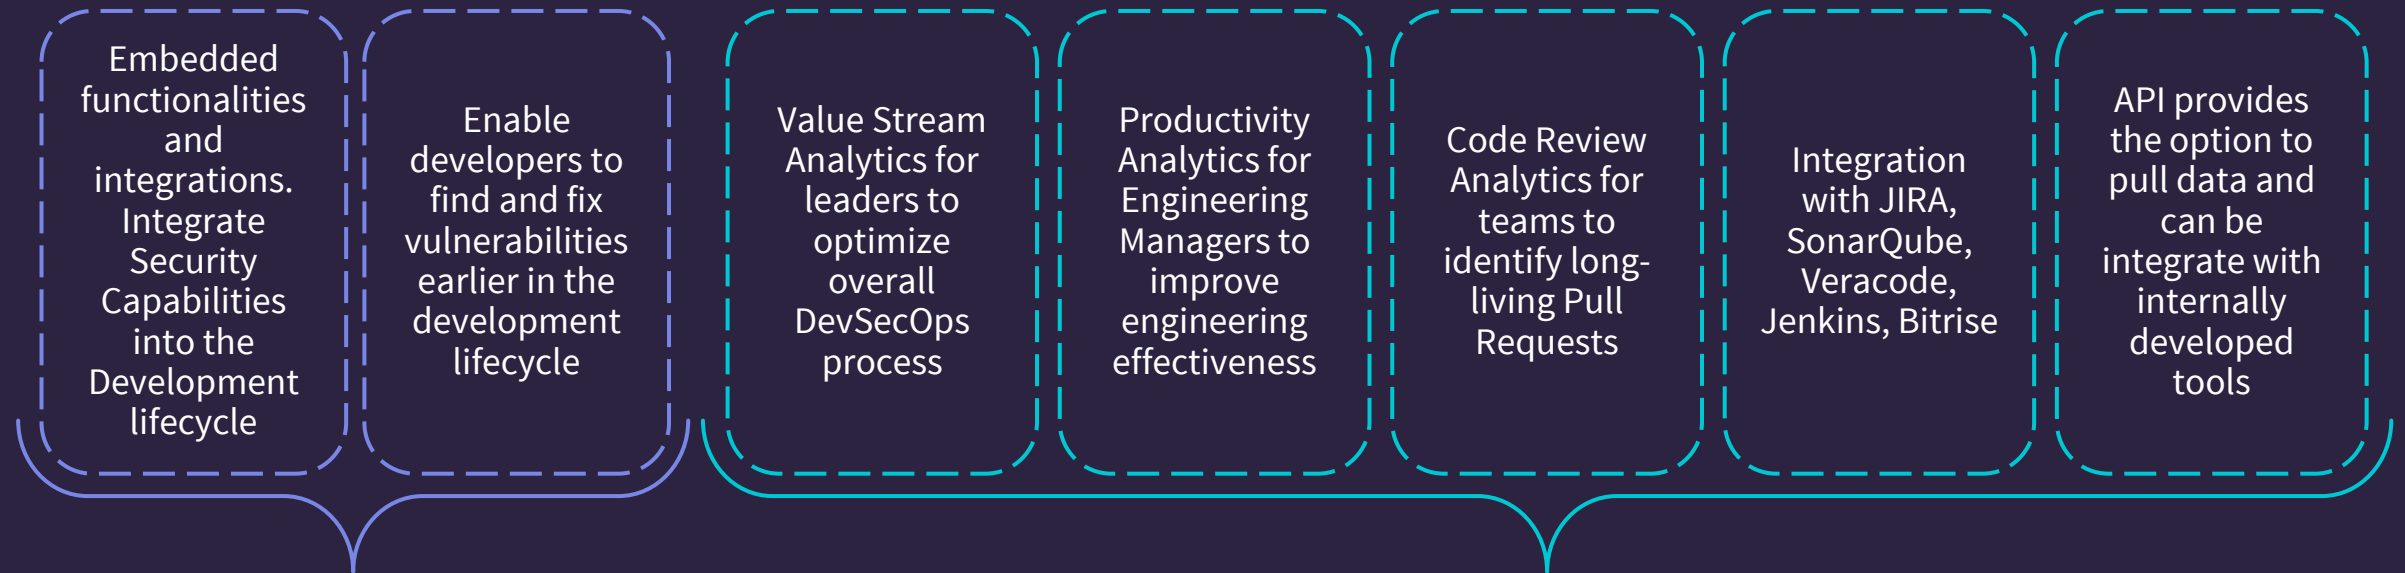 Embedded
functionalities
and
integrations.
Integrate
Security
Capabilities
into the
Development
lifecycle
Enable
developers to
find and fix
vulnerabilities
earlier in the
development
lifecycle
Value Stream
Analytics for
leaders to
optimize
overall
DevSecOps
process
Productivity
Analytics for
Engineering
Managers to
improve
engineering
effectiveness
Code Review
Analytics for
teams to
identify long-
living Pull
Requests
Integration
with JIRA,
SonarQube,
Veracode,
Jenkins, Bitrise
API provides
the option to
pull data and
can be
integrate with
internally
developed
tools